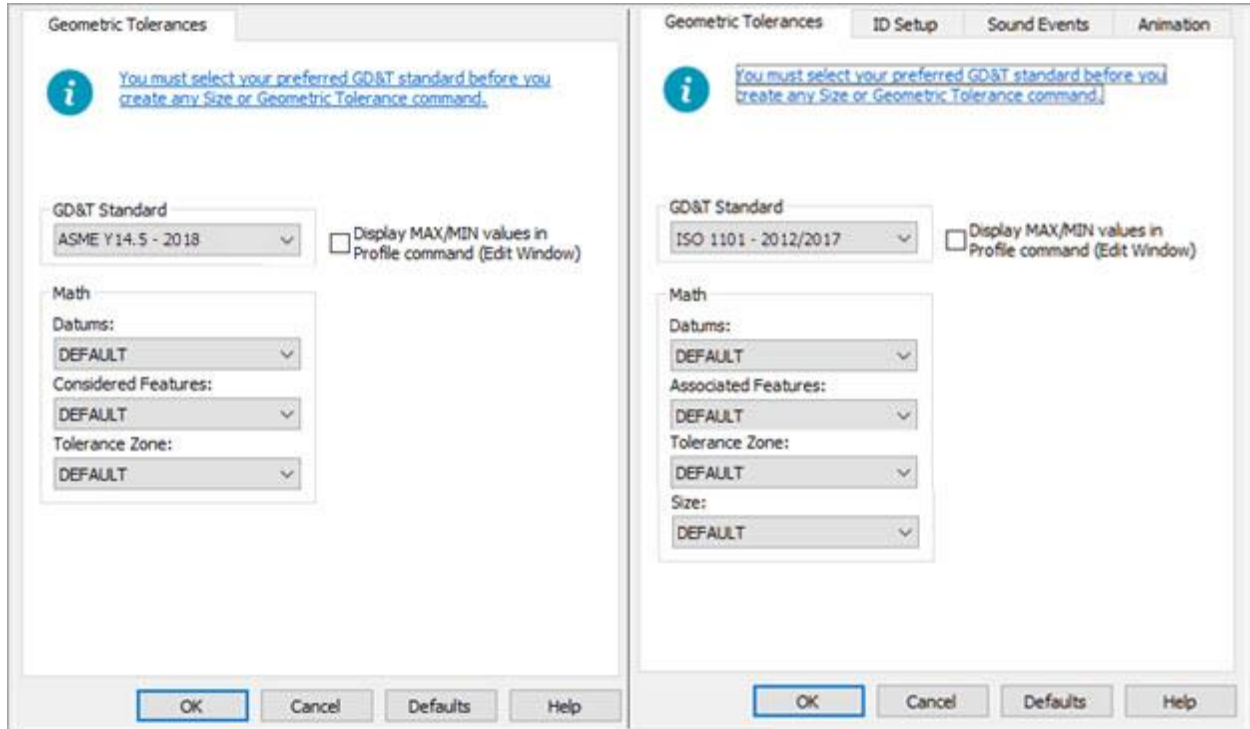 Geometric Tolerances
You must select your preferred GD&T standard before you
create any Size or Geometric Tolerance command.
GD&T Standard
ASME Y14.5 - 2018
Display MAX/MIN values in
Profile command (Edit Window)
Math
Datums:
DEFAULT
Considered Features:
DEFAULT
Tolerance Zone:
DEFAULT
OK Cancel Defaults Help
Geometric Tolerances ID Setup Sound Events Animation
You must select your preferred GD&T standard before you
create any Size or Geometric Tolerance command.
GD&T Standard
ISO 1101 - 2012/2017
Display MAX/MIN values in
Profile command (Edit Window)
Math
Datums:
DEFAULT
Associated Features:
DEFAULT
Tolerance Zone:
DEFAULT
Size:
DEFAULT
OK Cancel Defaults Help